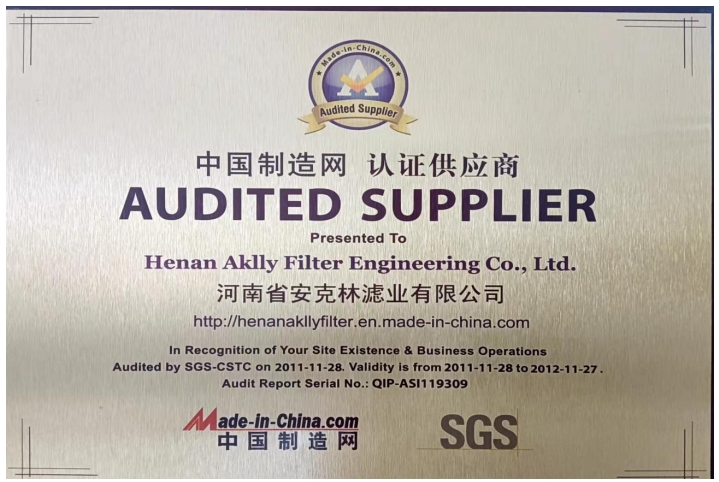 Made-in-China.com
Audited Supplier
中国制造网 认证供应商
AUDITED SUPPLIER
Presented To
Henan Aklly Filter Engineering Co., Ltd.
河南省安克林滤业有限公司
http://henanakllyfilter.en.made-in-china.com
In Recognition of Your Site Existence & Business Operations
Audited by SGS-CSTC on 2011-11-28. Validity is from 2011-11-28 to 2012-11-27.
Audit Report Serial No.: QIP-ASI119309
Made-in-China.com
中国制造网
SGS